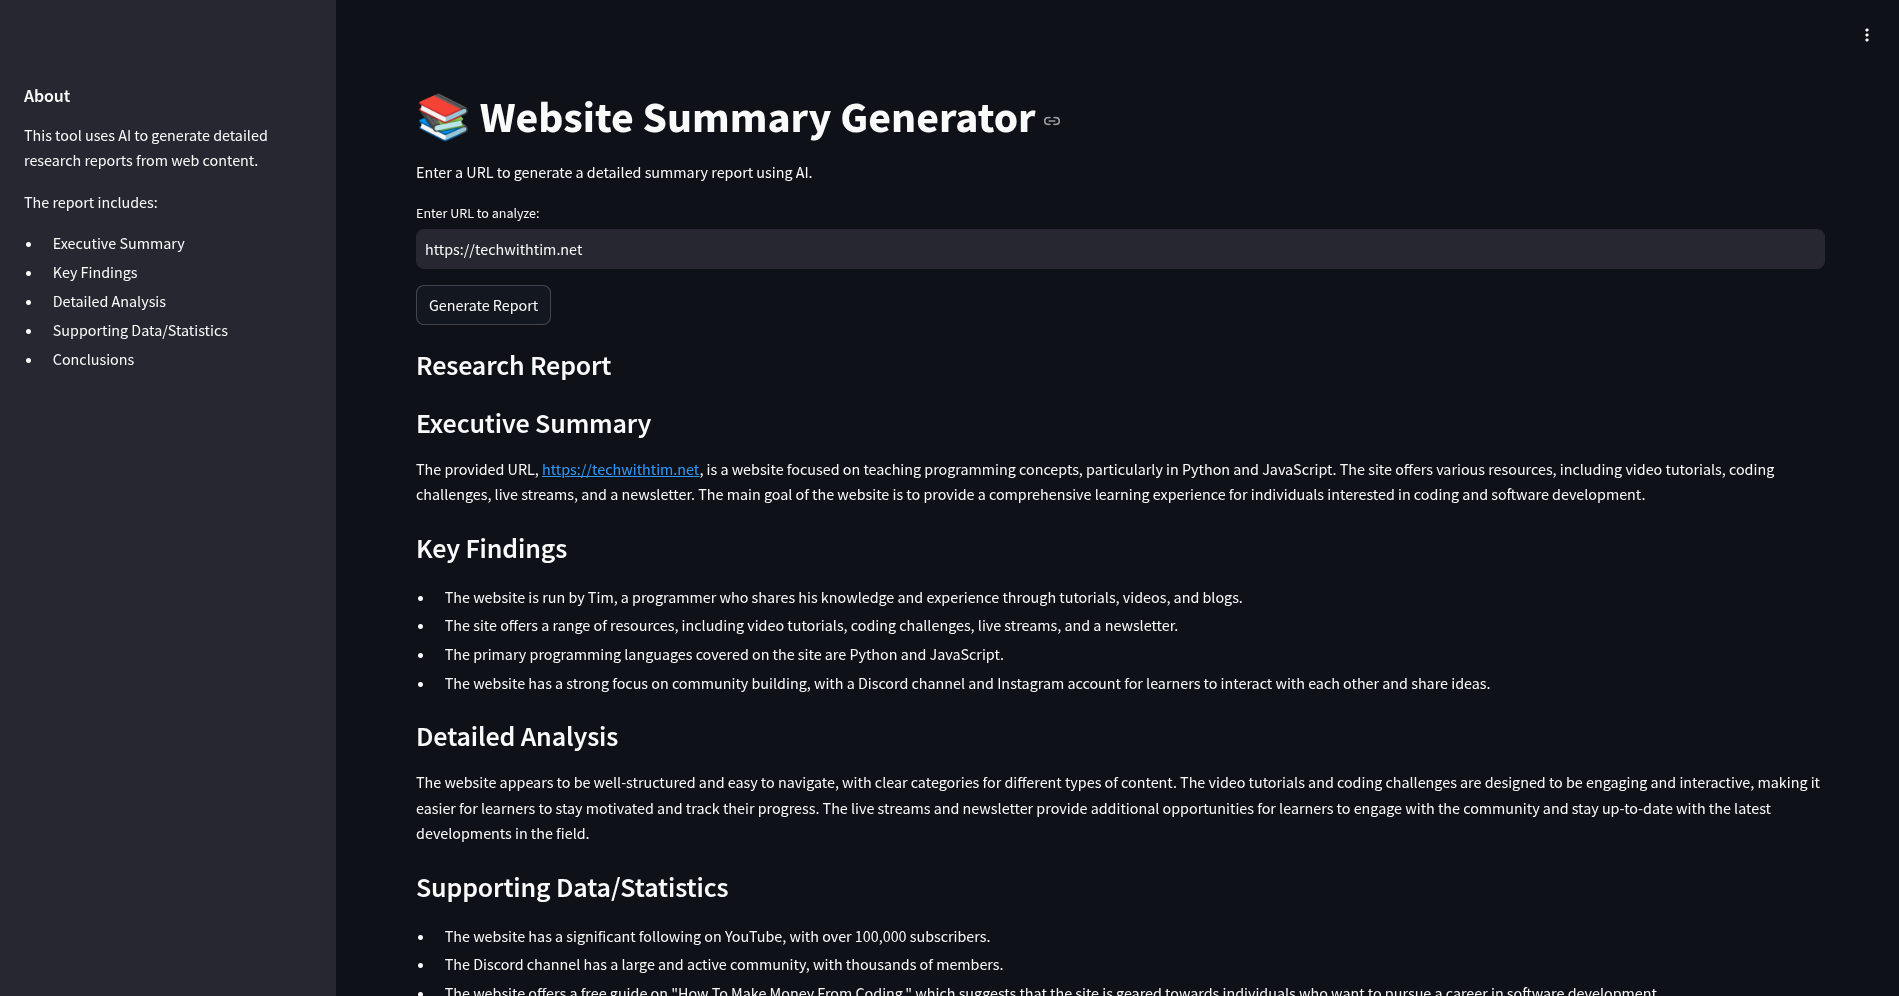 About
This tool uses AI to generate detailed
research reports from web content.
The report includes:
Executive Summary
Key Findings
Detailed Analysis
Supporting Data/Statistics
Conclusions
Website Summary Generator
Enter a URL to generate a detailed summary report using AI.
Enter URL to analyze:
https://techwithtim.net
Generate Report
Research Report
Executive Summary
The provided URL, https://techwithtim.net, is a website focused on teaching programming concepts, particularly in Python and JavaScript. The site offers various resources, including video tutorials, coding
challenges, live streams, and a newsletter. The main goal of the website is to provide a comprehensive learning experience for individuals interested in coding and software development.
Key Findings
The website is run by Tim, a programmer who shares his knowledge and experience through tutorials, videos, and blogs.
The site offers a range of resources, including video tutorials, coding challenges, live streams, and a newsletter.
The primary programming languages covered on the site are Python and JavaScript.
The website has a strong focus on community building, with a Discord channel and Instagram account for learners to interact with each other and share ideas.
Detailed Analysis
The website appears to be well-structured and easy to navigate, with clear categories for different types of content. The video tutorials and coding challenges are designed to be engaging and interactive, making it
easier for learners to stay motivated and track their progress. The live streams and newsletter provide additional opportunities for learners to engage with the community and stay up-to-date with the latest
developments in the field.
Supporting Data/Statistics
The website has a significant following on YouTube, with over 100,000 subscribers.
The Discord channel has a large and active community, with thousands of members.
The website offers a free guide on "How To Make Money From Coding," which suggests that the site is geared towards individuals who want to pursue a career in software development.